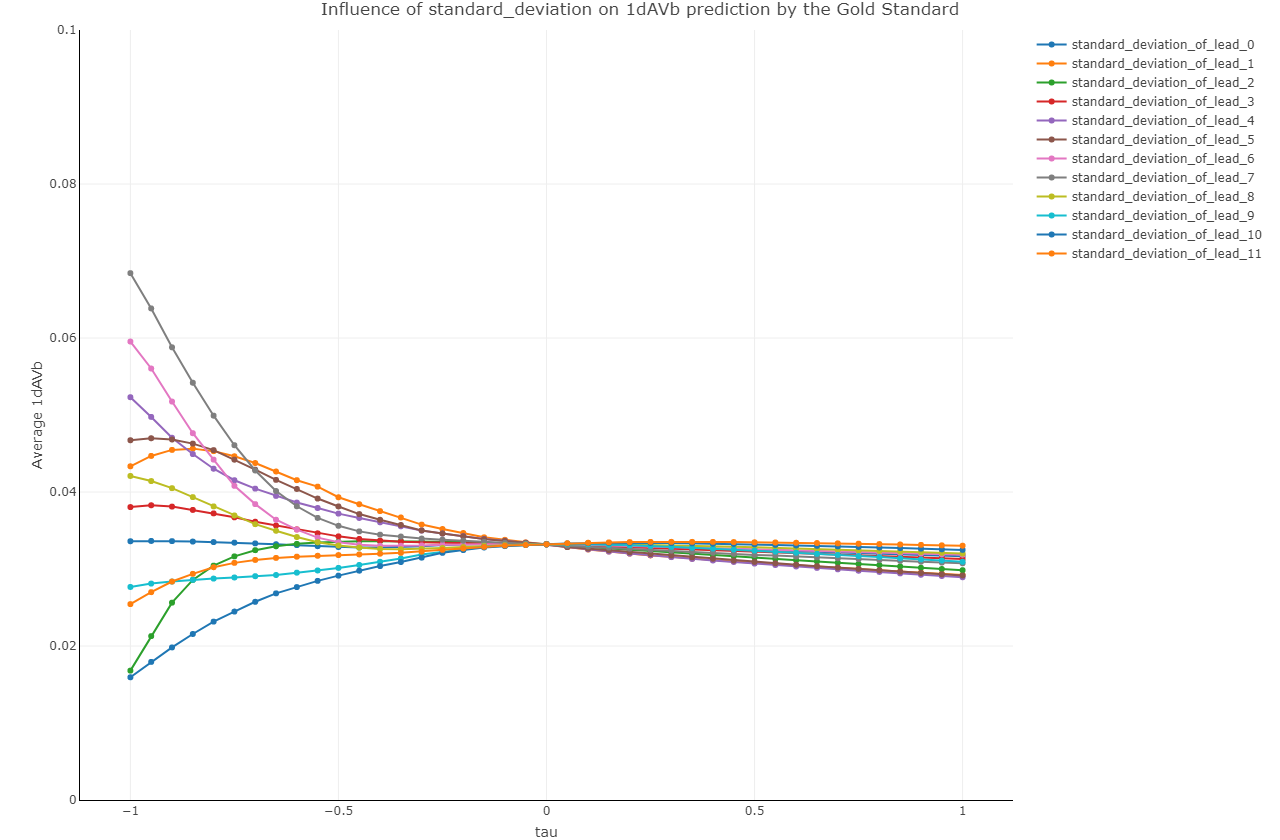 Influence of standard_deviation on 1dAVb prediction by the Gold Standard
0.1
0.08
0.06
0.04
0.02
0
Average 1dAVb
−1
−0.5
0
0.5
1
tau
standard_deviation_of_lead_0
standard_deviation_of_lead_1
standard_deviation_of_lead_2
standard_deviation_of_lead_3
standard_deviation_of_lead_4
standard_deviation_of_lead_5
standard_deviation_of_lead_6
standard_deviation_of_lead_7
standard_deviation_of_lead_8
standard_deviation_of_lead_9
standard_deviation_of_lead_10
standard_deviation_of_lead_11